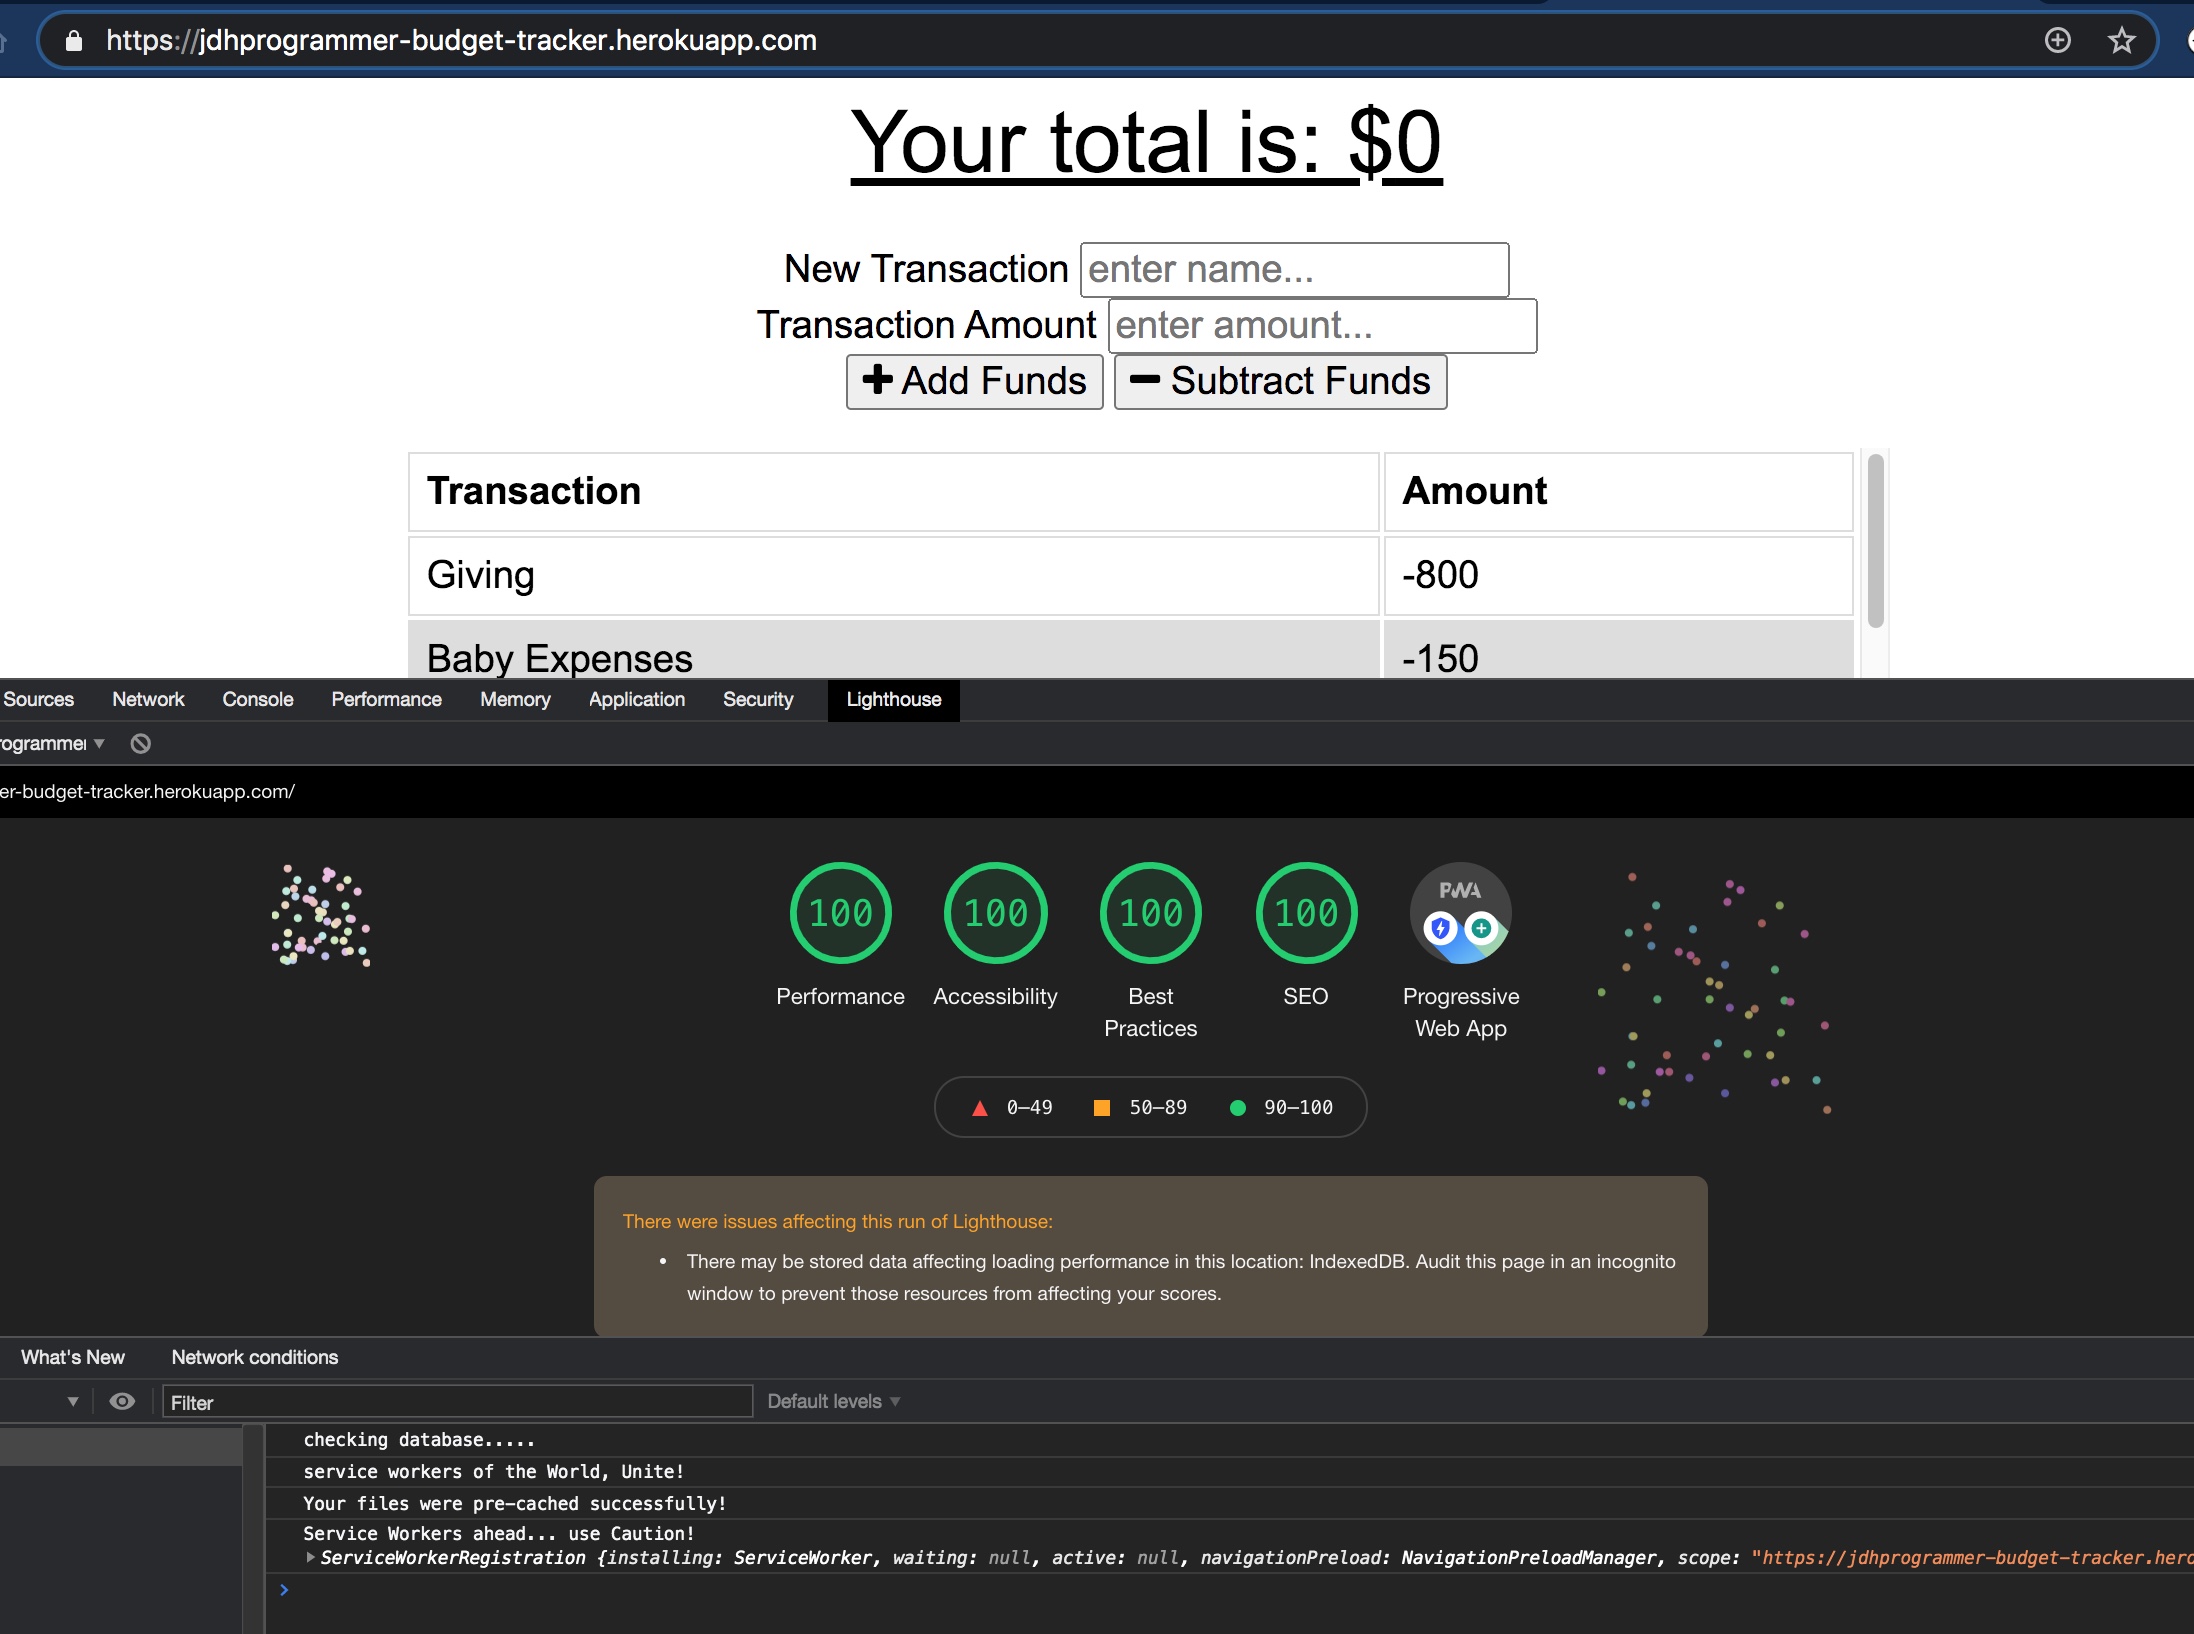 https://jdhprogrammer-budget-tracker.herokuapp.com
Your total is: $0
New Transaction enter name...
Transaction Amount enter amount...
Add Funds Subtract Funds
Transaction Amount
Giving -800
Baby Expenses -150
Sources Network Console Performance Memory Application Security Lighthouse
rogrammer
er-budget-tracker.herokuapp.com/
100 100 100 100 PWA
Performance Accessibility Best Practices SEO Progressive Web App
0–49 50–89 90–100
There were issues affecting this run of Lighthouse:
• There may be stored data affecting loading performance in this location: IndexedDB. Audit this page in an incognito
window to prevent those resources from affecting your scores.
What's New Network conditions
Filter Default levels
checking database.....
service workers of the World, Unite!
Your files were pre-cached successfully!
Service Workers ahead... use Caution!
ServiceWorkerRegistration {installing: ServiceWorker, waiting: null, active: null, navigationPreload: NavigationPreloadManager, scope: "https://jdhprogrammer-budget-tracker.hero